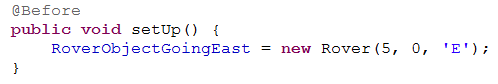 @Before
public void setUp() {
    RoverObjectGoingEast = new Rover(5, 0, 'E');
}